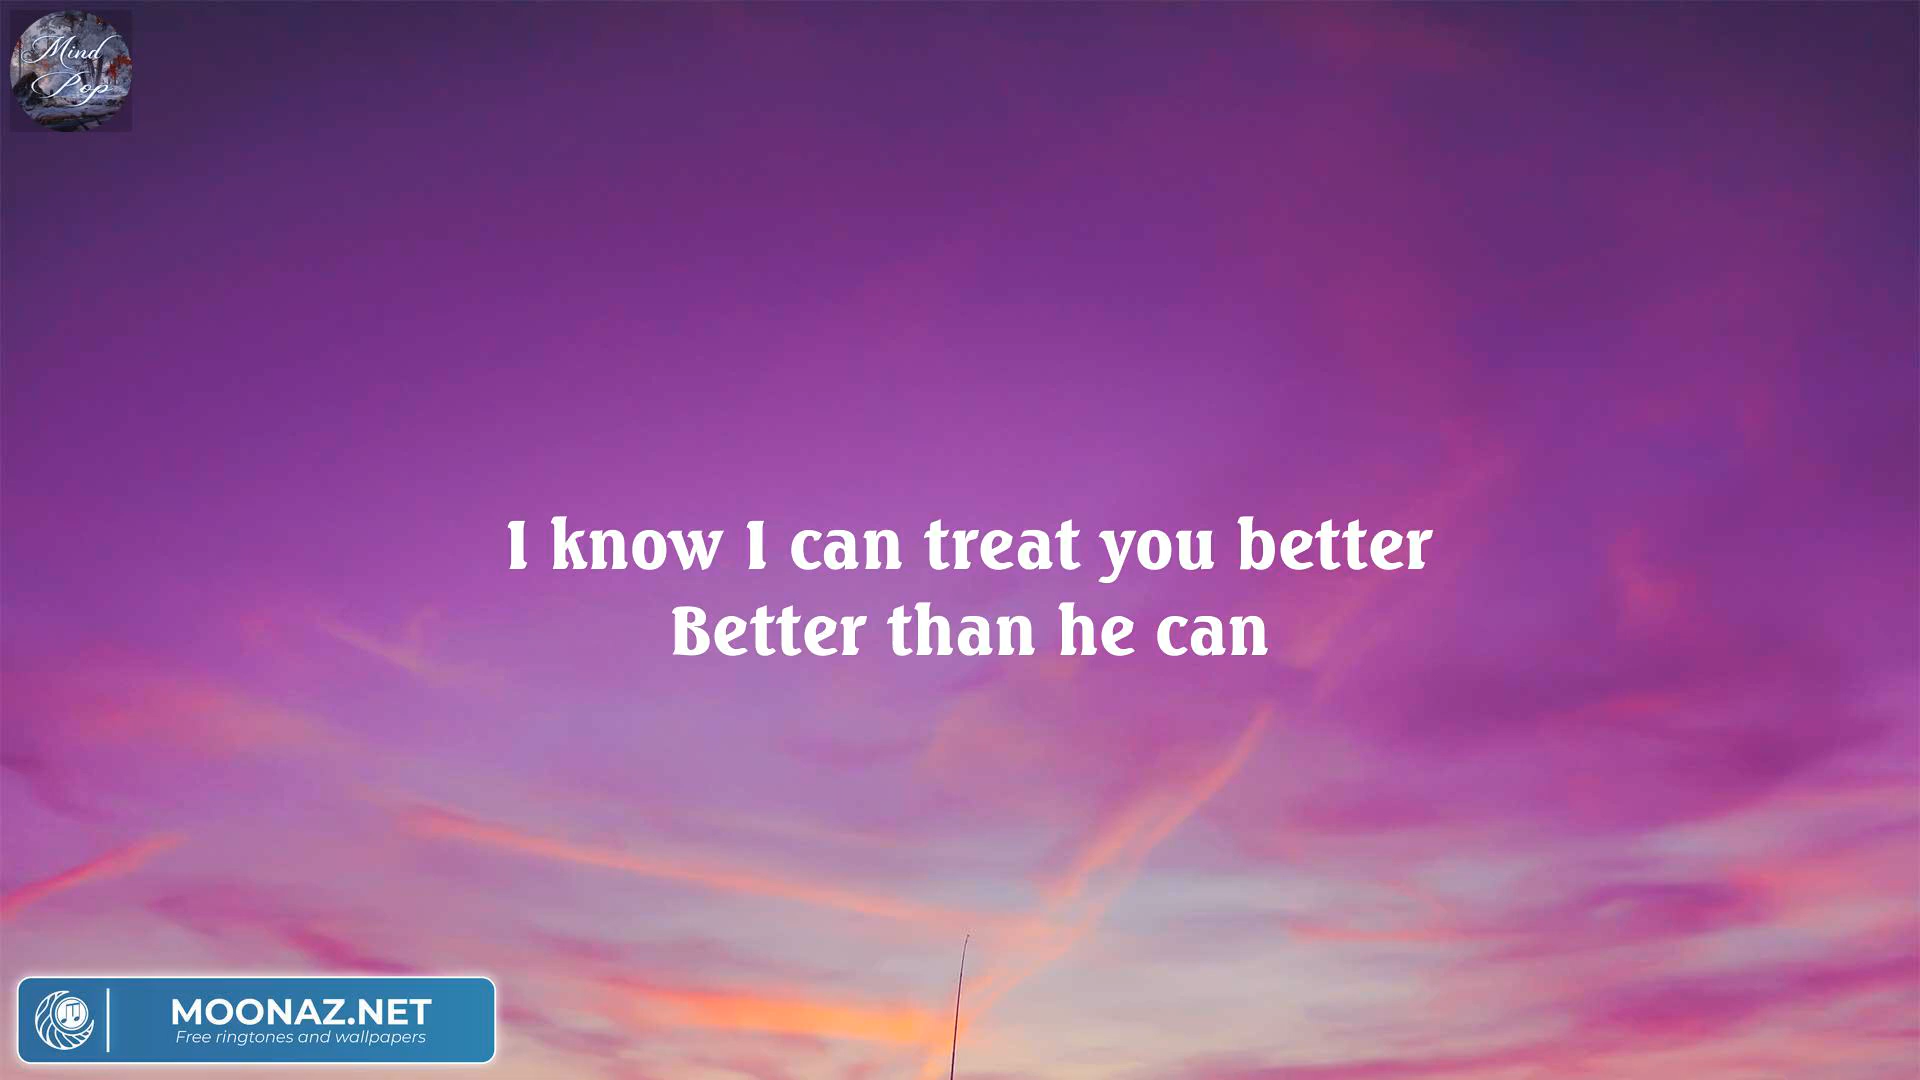 Mind
Pop
I know I can treat you better
Better than he can
MOONAZ.NET
Free ringtones and wallpapers